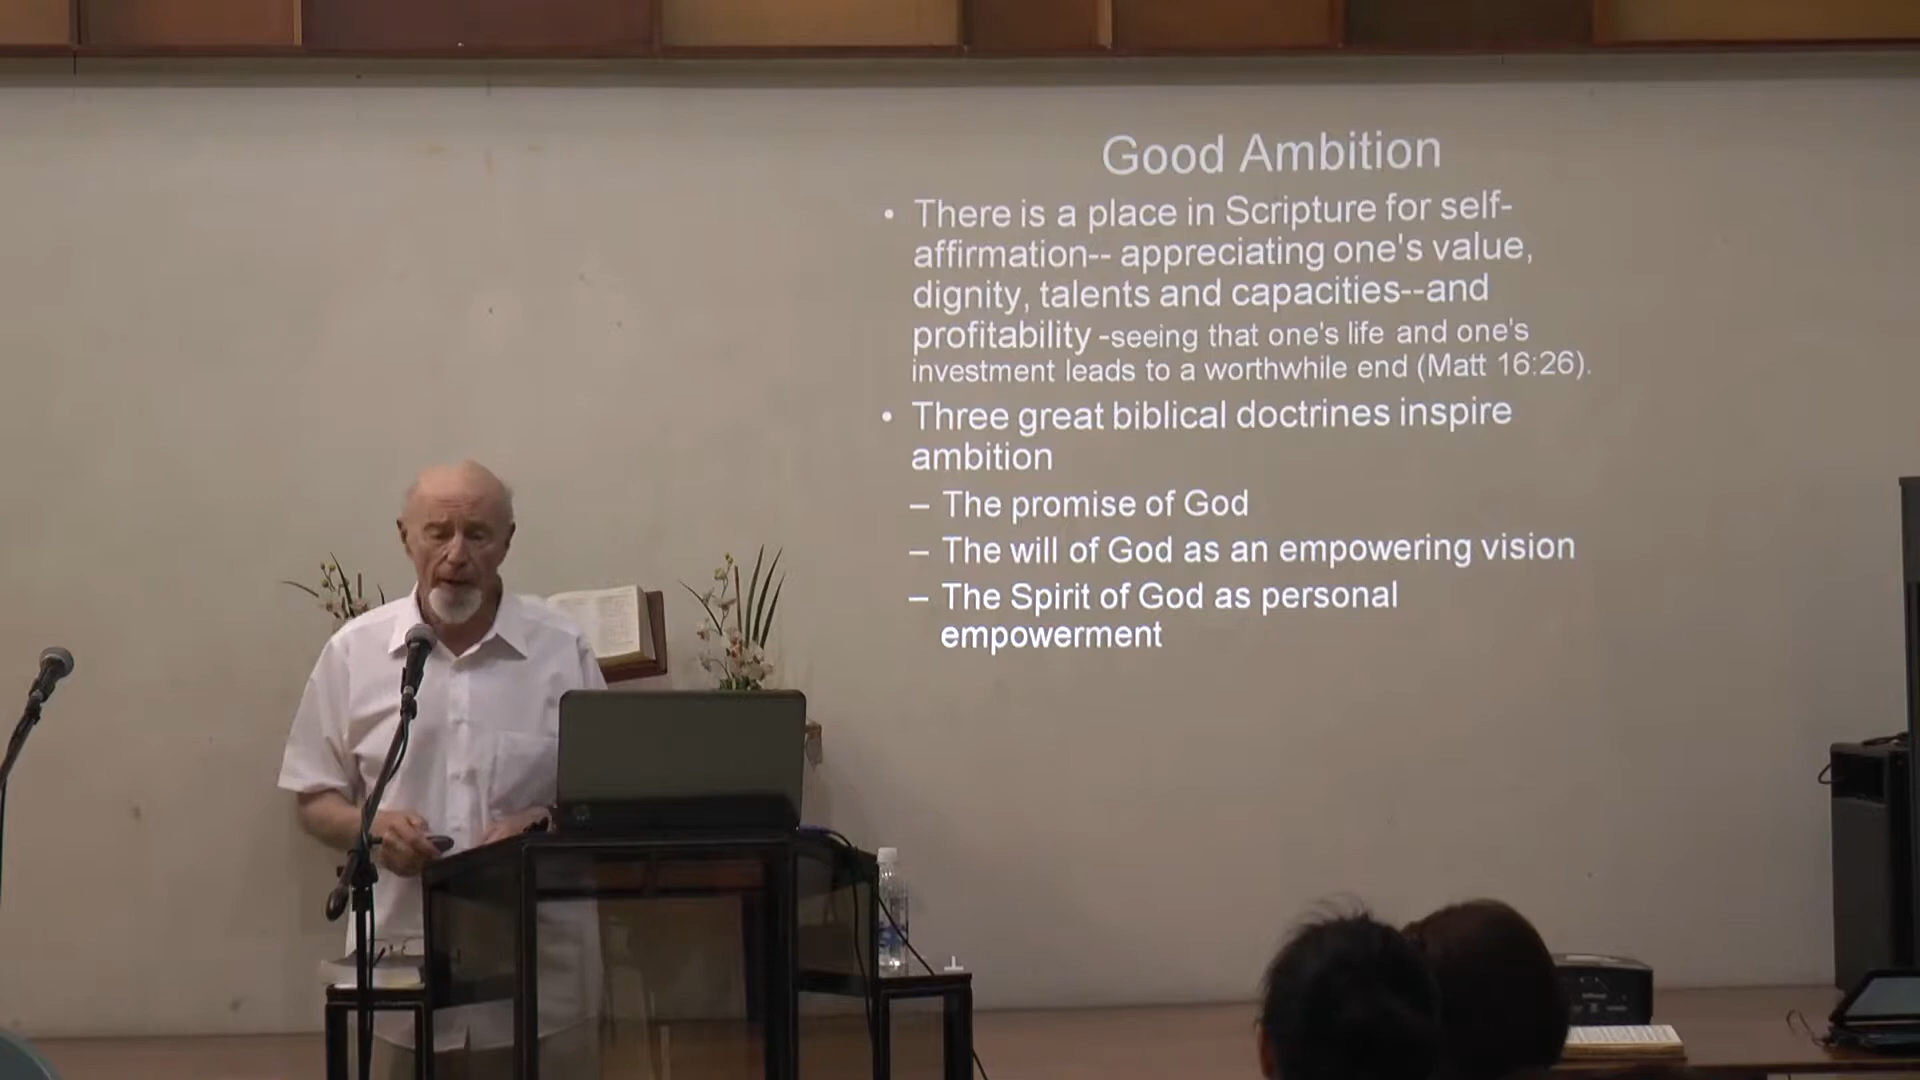 Good Ambition
• There is a place in Scripture for self-
affirmation-- appreciating one's value,
dignity, talents and capacities--and
profitability -seeing that one's life and one's
investment leads to a worthwhile end (Matt 16:26).
• Three great biblical doctrines inspire
ambition
– The promise of God
– The will of God as an empowering vision
– The Spirit of God as personal
empowerment